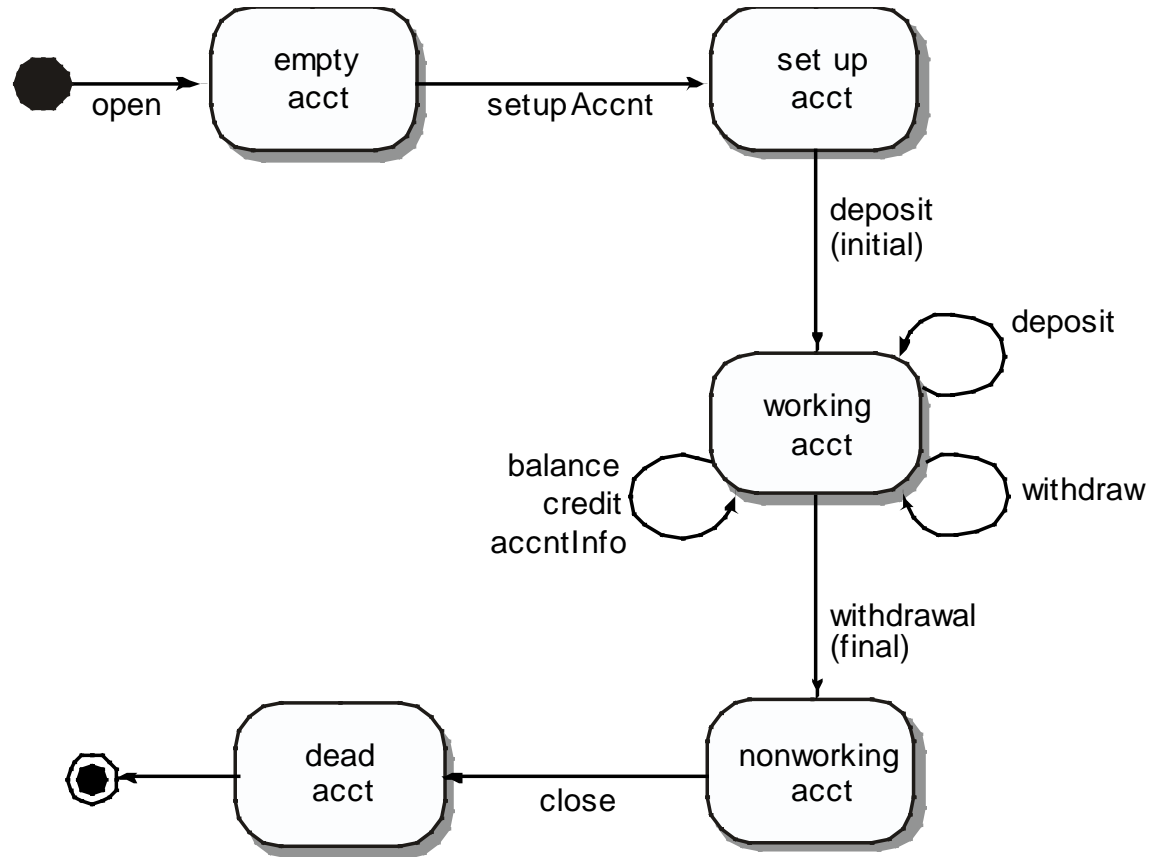 empty
acct
open
setup Accnt
set up
acct
deposit
(initial)
deposit
working
acct
balance
credit
accntInfo
withdraw
withdrawal
(final)
nonworking
acct
close
dead
acct